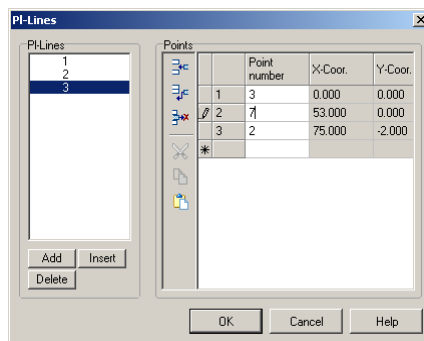 Pl-Lines
Pl-Lines
1
2
3
Add Insert
Delete
Points
Point number X-Coor. Y-Coor.
1 3 0.000 0.000
2 7 53.000 0.000
3 2 75.000 -2.000
*
OK Cancel Help